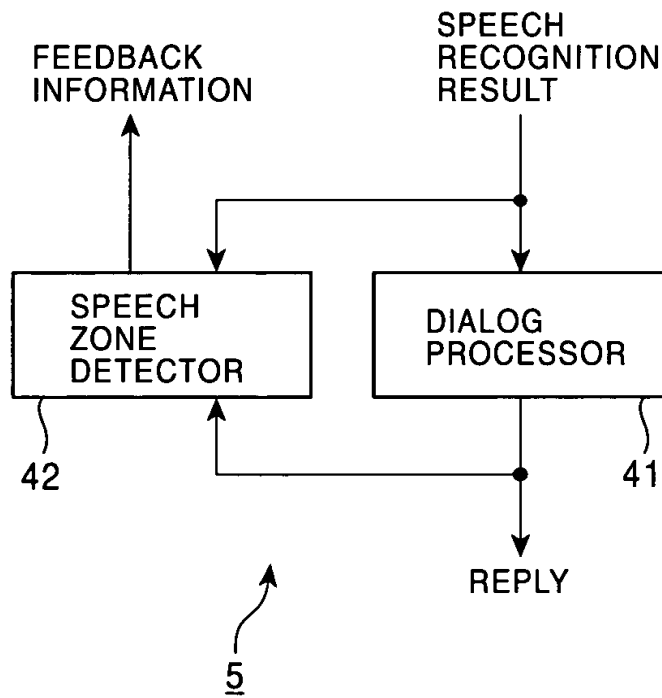 FEEDBACK
INFORMATION
SPEECH
RECOGNITION
RESULT
SPEECH
ZONE
DETECTOR
DIALOG
PROCESSOR
42
41
REPLY
5